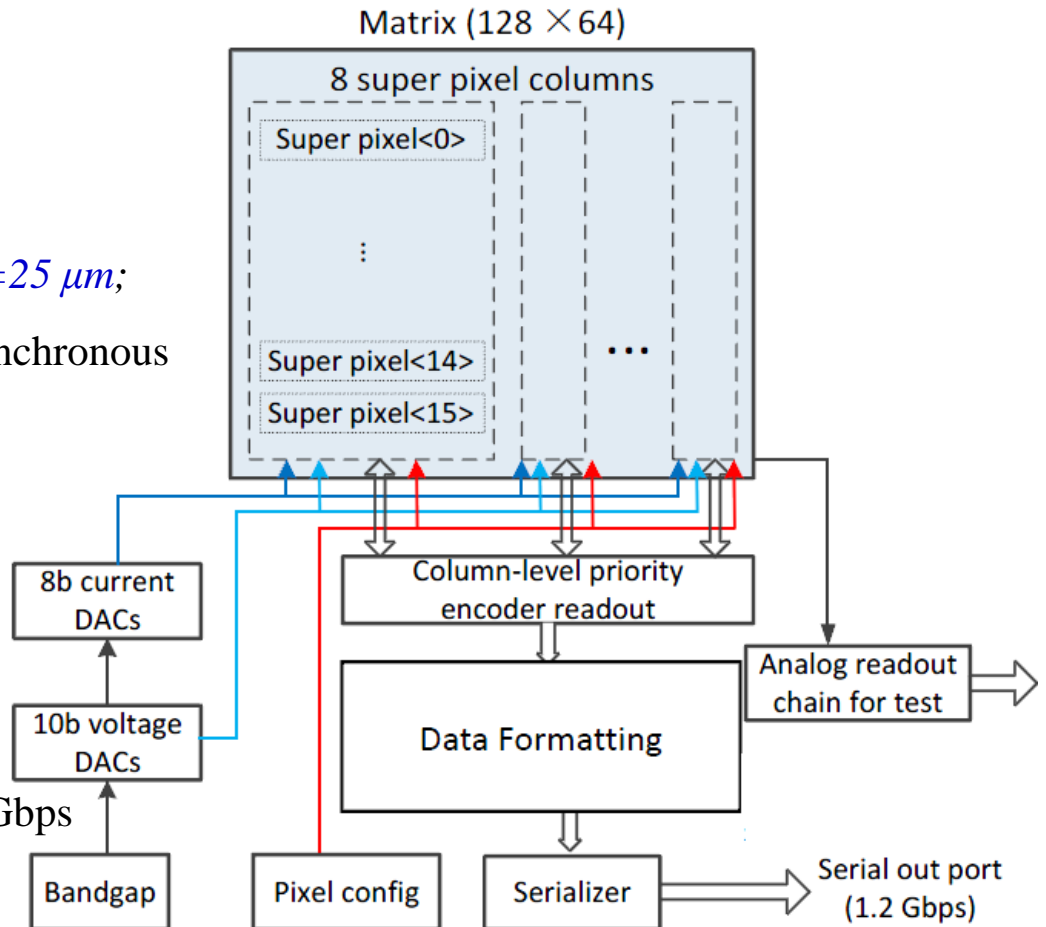 Matrix (128 × 64)
8 super pixel columns
Super pixel<0>
⋮
=25 μm;
Super pixel<14>
nchronous
...
Super pixel<15>
8b current
DACs
Column-level priority
encoder readout
Analog readout
chain for test
10b voltage
DACs
Data Formatting
Gbps
Bandgap
Pixel config
Serializer
Serial out port
(1.2 Gbps)